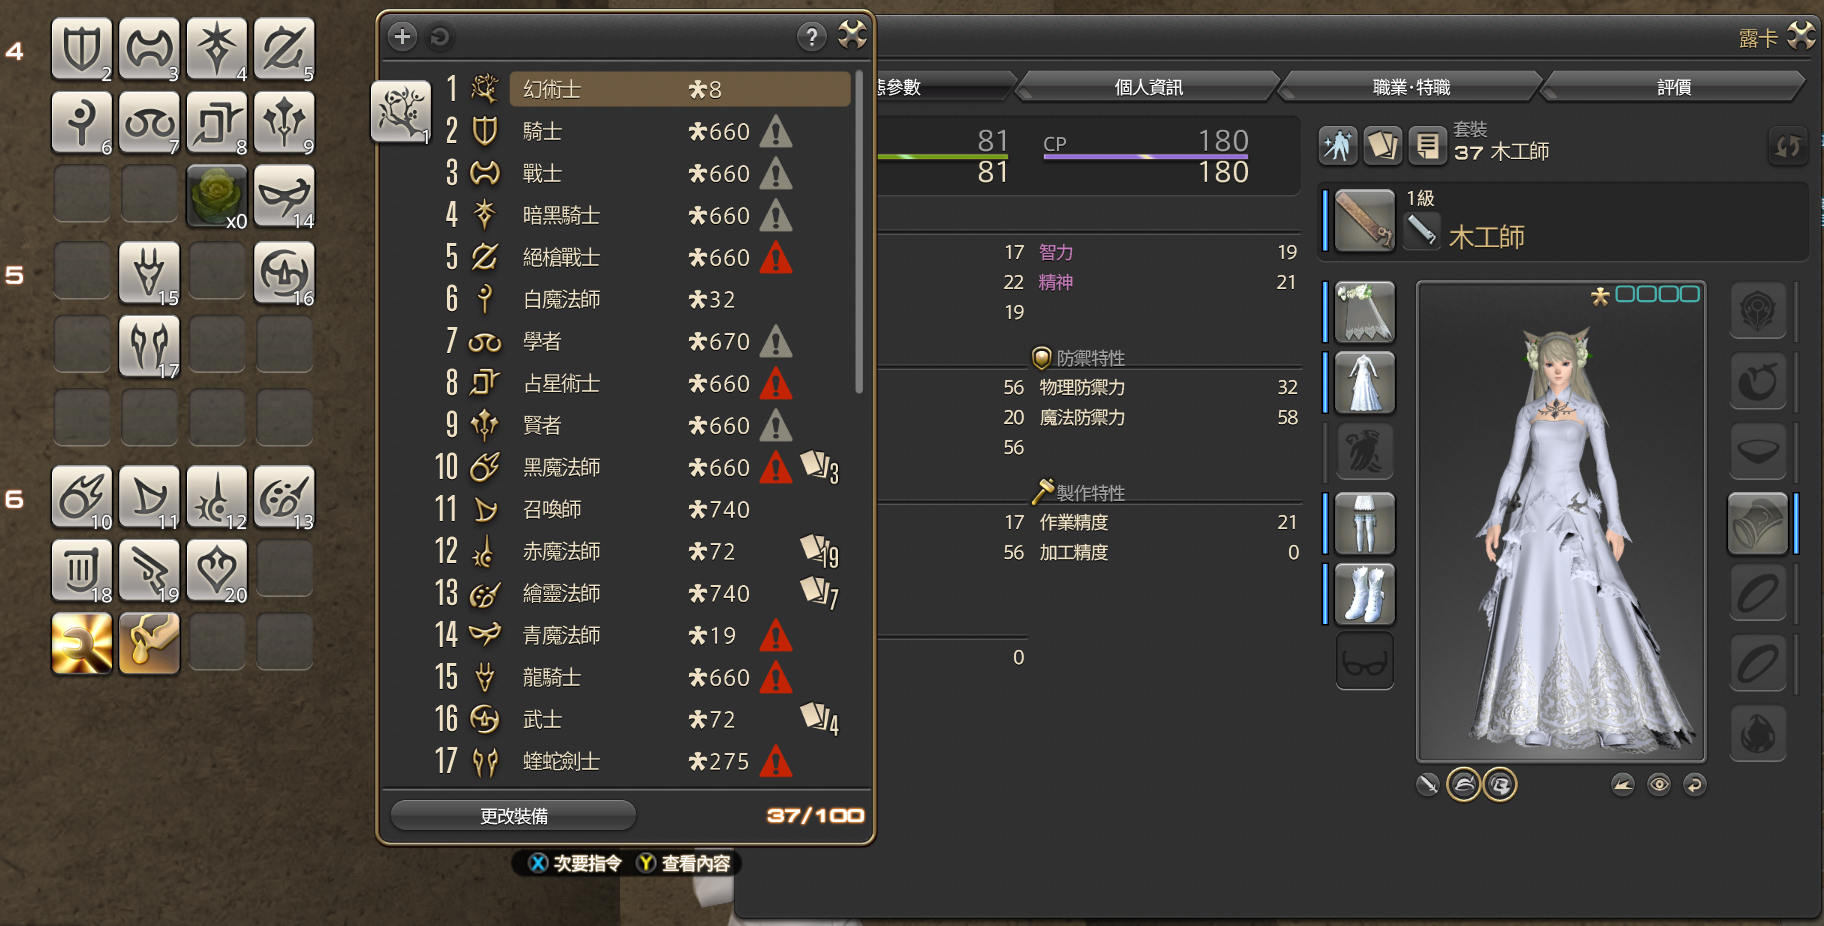 4
2
3
4
5
6
7
8
9
x0
14
5
15
16
17
6
10
11
12
13
18
19
20
?
1
1 幻術士 8
2 騎士 660
3 戰士 660
4 暗黑騎士 660
5 絕槍戰士 660
6 白魔法師 32
7 學者 670
8 占星術士 660
9 賢者 660
10 黑魔法師 660 3
11 召喚師 740
12 赤魔法師 72 19
13 繪靈法師 740 7
14 青魔法師 19
15 龍騎士 660
16 武士 72 4
17 蝰蛇劍士 275
更改裝備
37/100
X 次要指令 Y 查看內容
露卡
態參數
個人資訊
職業·特職
評價
81
81
CP 180
180
套裝
37 木工師
1級
木工師
17 智力 19
22 精神 21
19
防禦特性
56 物理防禦力 32
20 魔法防禦力 58
56
製作特性
17 作業精度 21
56 加工精度 0
0